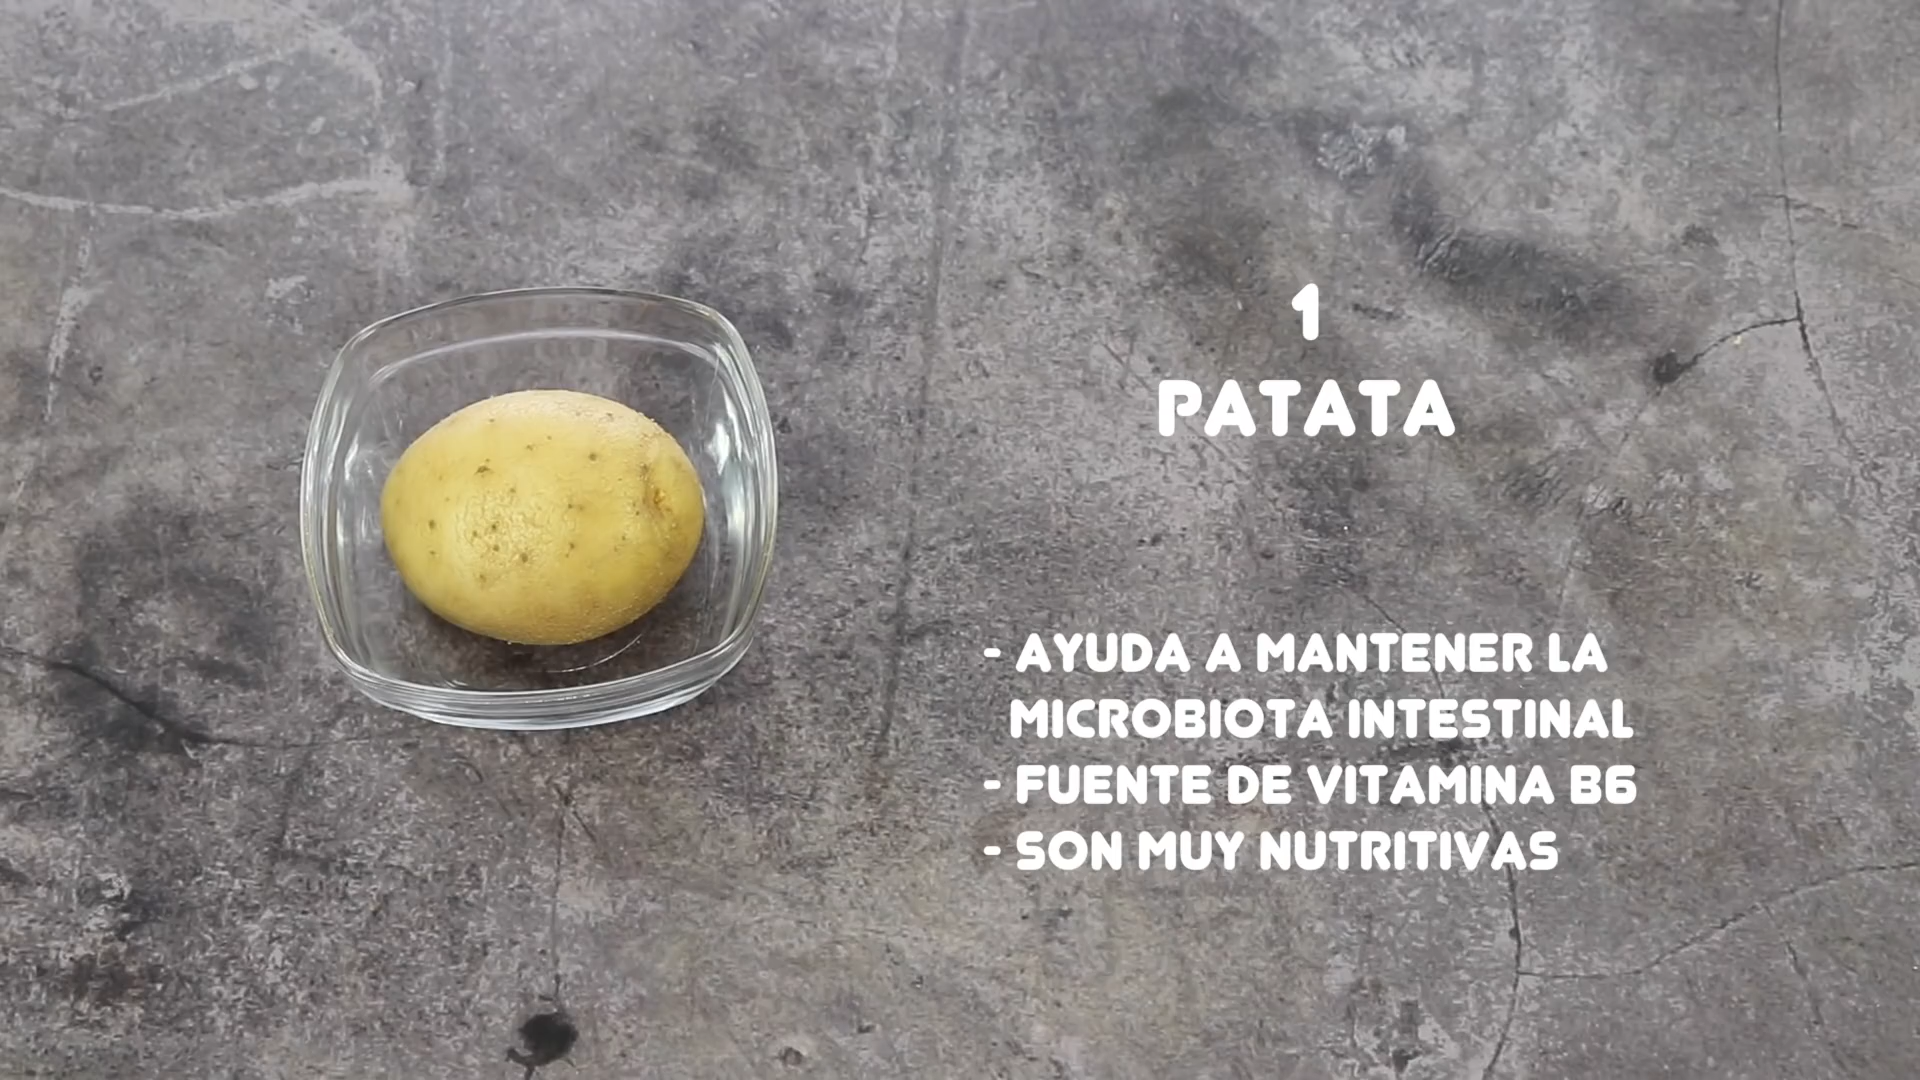 1
PATATA
- AYUDA A MANTENER LA
MICROBIOTA INTESTINAL
- FUENTE DE VITAMINA B6
- SON MUY NUTRITIVAS